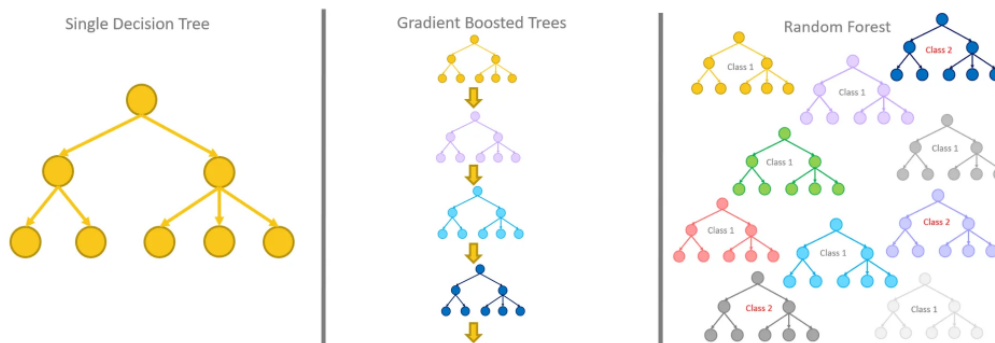 Single Decision Tree
Gradient Boosted Trees
Random Forest
Class 1
Class 2
Class 1
Class 1
Class 1
Class 1
Class 2
Class 1
Class 2
Class 1